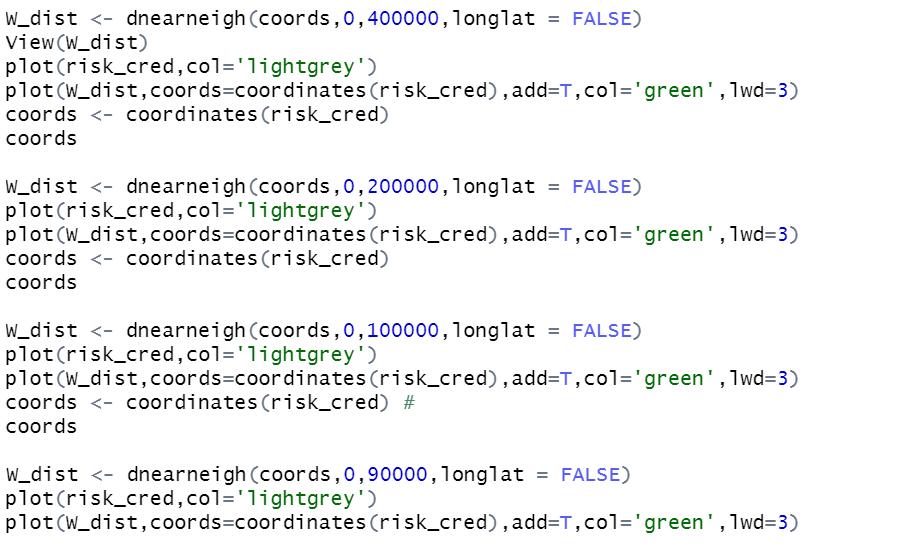 W_dist <- dnearneigh(coords,0,400000,longlat = FALSE)
View(W_dist)
plot(risk_cred,col='lightgrey')
plot(W_dist,coords=coordinates(risk_cred),add=T,col='green',lwd=3)
coords <- coordinates(risk_cred)
coords

W_dist <- dnearneigh(coords,0,200000,longlat = FALSE)
plot(risk_cred,col='lightgrey')
plot(W_dist,coords=coordinates(risk_cred),add=T,col='green',lwd=3)
coords <- coordinates(risk_cred)
coords

W_dist <- dnearneigh(coords,0,100000,longlat = FALSE)
plot(risk_cred,col='lightgrey')
plot(W_dist,coords=coordinates(risk_cred),add=T,col='green',lwd=3)
coords <- coordinates(risk_cred) #
coords

W_dist <- dnearneigh(coords,0,90000,longlat = FALSE)
plot(risk_cred,col='lightgrey')
plot(W_dist,coords=coordinates(risk_cred),add=T,col='green',lwd=3)